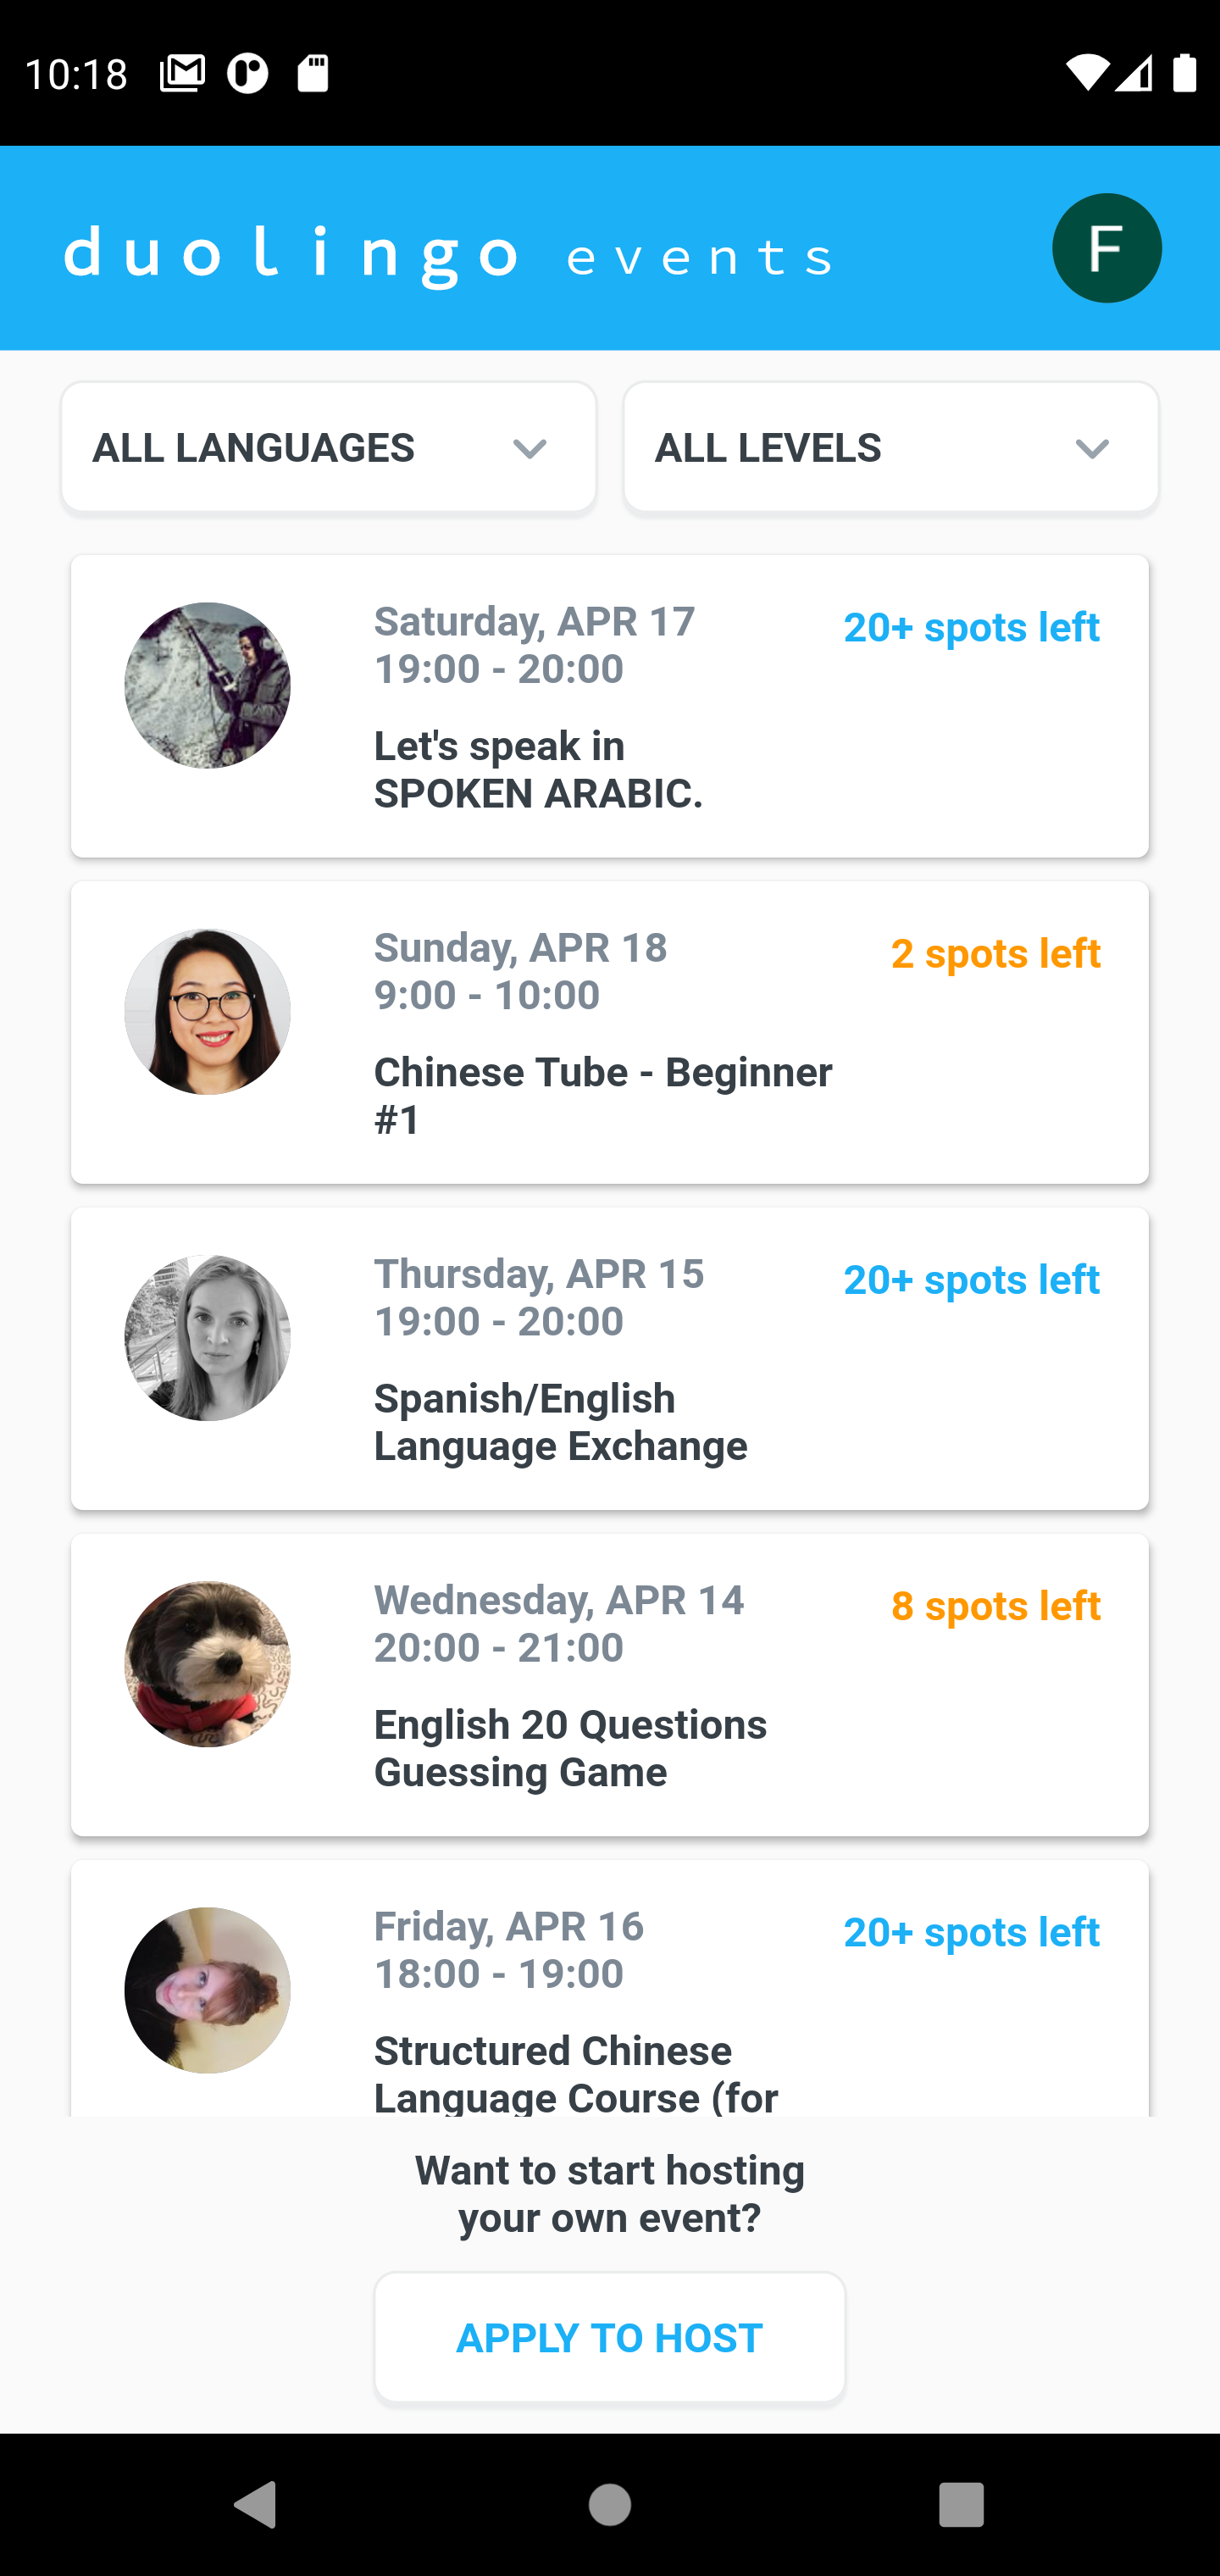 10:18
duolingo events
F
ALL LANGUAGES
ALL LEVELS
Saturday, APR 17
20+ spots left
19:00 - 20:00
Let's speak in
SPOKEN ARABIC.
Sunday, APR 18
2 spots left
9:00 - 10:00
Chinese Tube - Beginner
#1
Thursday, APR 15
20+ spots left
19:00 - 20:00
Spanish/English
Language Exchange
Wednesday, APR 14
8 spots left
20:00 - 21:00
English 20 Questions
Guessing Game
Friday, APR 16
20+ spots left
18:00 - 19:00
Structured Chinese
Language Course (for
Want to start hosting
your own event?
APPLY TO HOST